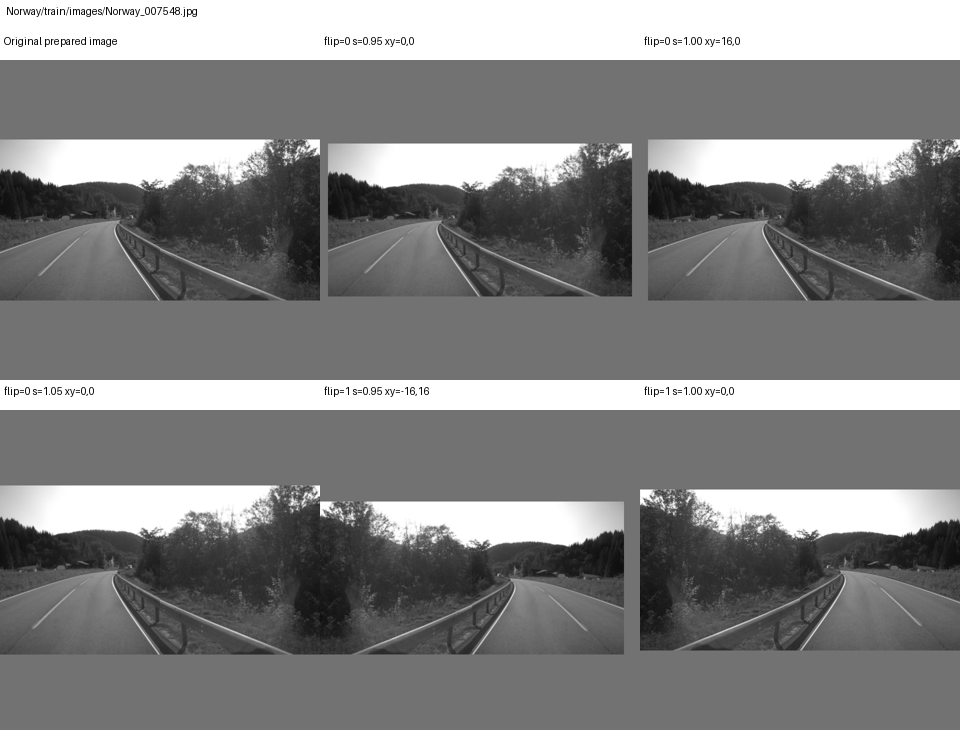 Norway/train/images/Norway_007548.jpg
Original prepared image
flip=0 s=0.95 xy=0,0
flip=0 s=1.00 xy=16,0
flip=0 s=1.05 xy=0,0
flip=1 s=0.95 xy=-16,16
flip=1 s=1.00 xy=0,0